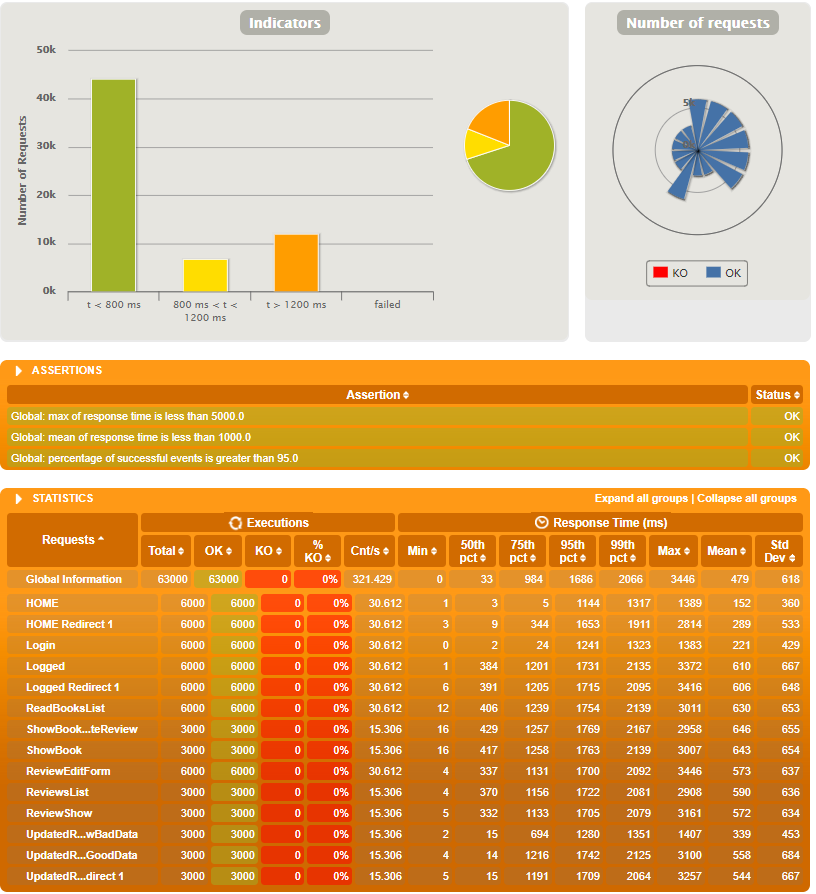 Indicators
Number of Requests
50k
40k
30k
20k
10k
0k
t < 800 ms
800 ms < t <
1200 ms
t > 1200 ms
failed
Number of requests
KO
OK
ASSERTIONS
Assertion Status
Global: max of response time is less than 5000.0 OK
Global: mean of response time is less than 1000.0 OK
Global: percentage of successful events is greater than 95.0 OK
STATISTICS Expand all groups | Collapse all groups
Requests Executions Response Time (ms)
Total OK KO % KO Cnt/s Min 50th pct 75th pct 95th pct 99th pct Max Mean Std Dev
Global Information 63000 63000 0 0% 321.429 0 33 984 1686 2066 3446 479 618
HOME 6000 6000 0 0% 30.612 1 3 5 1144 1317 1389 152 360
HOME Redirect 1 6000 6000 0 0% 30.612 3 9 344 1653 1911 2814 289 533
Login 6000 6000 0 0% 30.612 0 2 24 1241 1323 1383 221 429
Logged 6000 6000 0 0% 30.612 1 384 1201 1731 2135 3372 610 667
Logged Redirect 1 6000 6000 0 0% 30.612 6 391 1205 1715 2095 3416 606 648
ReadBooksList 6000 6000 0 0% 30.612 12 406 1239 1754 2139 3011 630 653
ShowBook...teReview 3000 3000 0 0% 15.306 16 429 1257 1769 2167 2958 646 655
ShowBook 3000 3000 0 0% 15.306 16 417 1258 1763 2139 3007 643 654
ReviewEditForm 6000 6000 0 0% 30.612 4 337 1131 1700 2092 3446 573 637
ReviewsList 3000 3000 0 0% 15.306 4 370 1156 1722 2081 2908 590 636
ReviewShow 3000 3000 0 0% 15.306 5 332 1133 1705 2079 3161 572 634
UpdatedR...wBadData 3000 3000 0 0% 15.306 2 15 694 1280 1351 1407 339 453
UpdatedR...GoodData 3000 3000 0 0% 15.306 4 14 1216 1742 2125 3100 558 684
UpdatedR...direct 1 3000 3000 0 0% 15.306 5 15 1191 1709 2064 3257 544 667